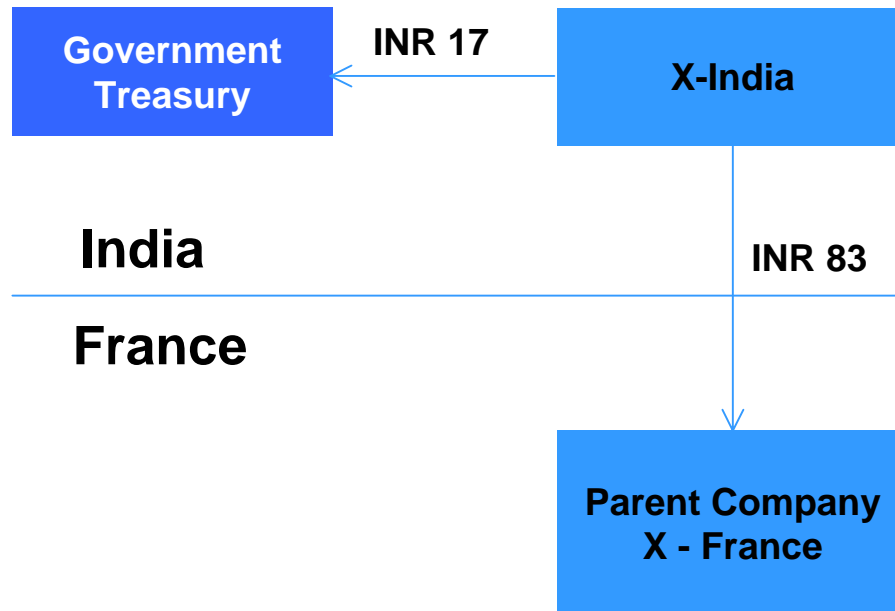 Government
Treasury
INR 17
X-India
India
INR 83
France
Parent Company
X - France